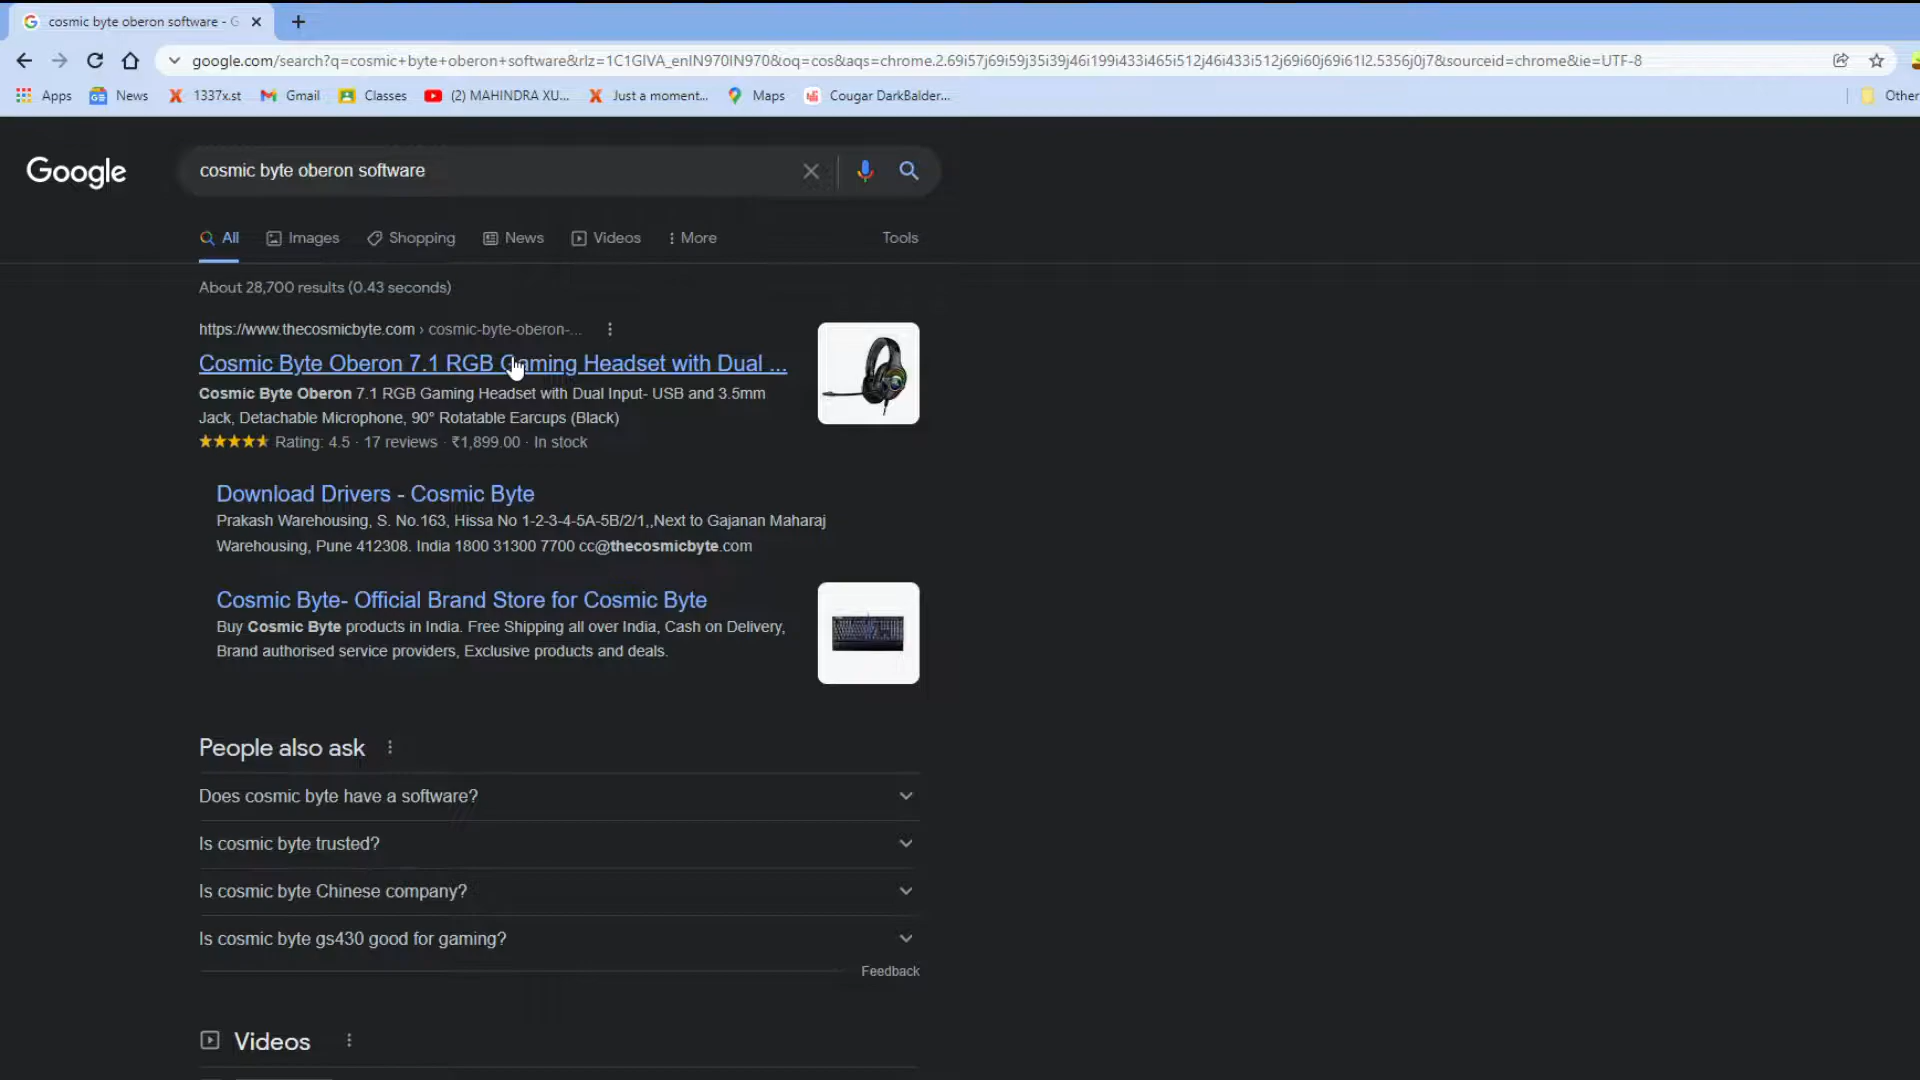 cosmic byte oberon software - G
google.com/search?q=cosmic+byte+oberon+software&rlz=1C1GIVA_enIN970IN970&oq=cos&aqs=chrome.2.69i57j69i59j35i39j46i199i433i465i512j46i433i512j69i60j69i61l2.5356j0j7&sourceid=chrome&ie=UTF-8
Apps News 1337x.st Gmail Classes (2) MAHINDRA XU... Just a moment... Maps Cougar DarkBalder... Other
Google
cosmic byte oberon software
All Images Shopping News Videos More Tools
About 28,700 results (0.43 seconds)
https://www.thecosmicbyte.com › cosmic-byte-oberon-...
Cosmic Byte Oberon 7.1 RGB Gaming Headset with Dual ...
Cosmic Byte Oberon 7.1 RGB Gaming Headset with Dual Input- USB and 3.5mm
Jack, Detachable Microphone, 90° Rotatable Earcups (Black)
Rating: 4.5 · 17 reviews · ₹1,899.00 · In stock
Download Drivers - Cosmic Byte
Prakash Warehousing, S. No.163, Hissa No 1-2-3-4-5A-5B/2/1,,Next to Gajanan Maharaj
Warehousing, Pune 412308. India 1800 31300 7700 cc@thecosmicbyte.com
Cosmic Byte- Official Brand Store for Cosmic Byte
Buy Cosmic Byte products in India. Free Shipping all over India, Cash on Delivery,
Brand authorised service providers, Exclusive products and deals.
People also ask
Does cosmic byte have a software?
Is cosmic byte trusted?
Is cosmic byte Chinese company?
Is cosmic byte gs430 good for gaming?
Feedback
Videos